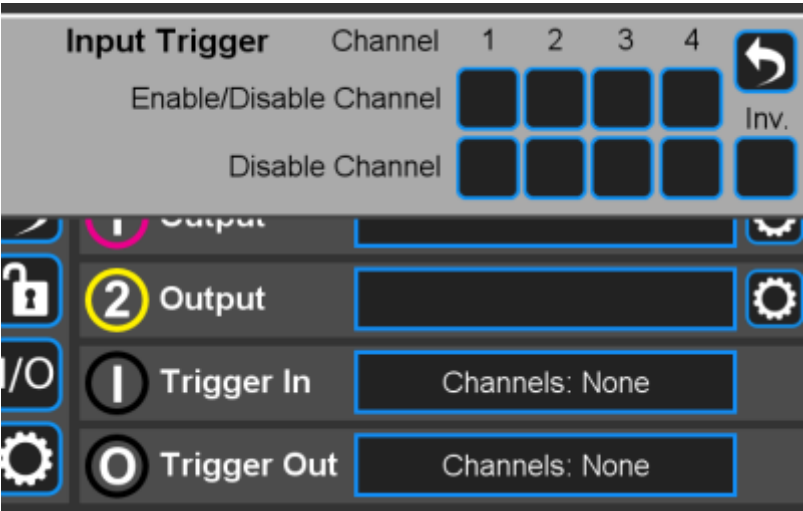 Input Trigger Channel 1 2 3 4
Enable/Disable Channel
Inv.
Disable Channel
1 Output
2 Output
I/O
I Trigger In Channels: None
O Trigger Out Channels: None